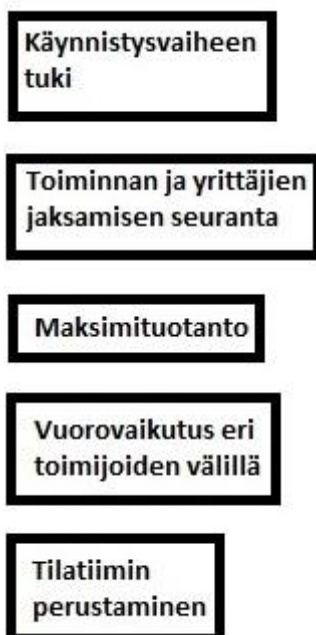 Käynnistysvaiheen
tuki
Toiminnan ja yrittäjien
jaksamisen seuranta
Maksimituotanto
Vuorovaikutus eri
toimijoiden välillä
Tilatiimin
perustaminen